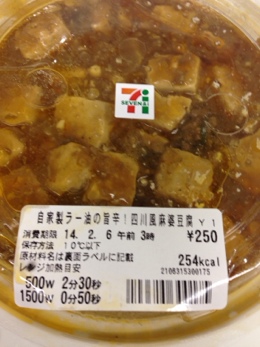 7
SEVEN & i
自家製ラー油の旨辛!四川風麻婆豆腐 Y1
消費期限 14. 2. 6 午前 3時 ¥250
保存方法 10℃以下
原材料名は裏面ラベルに記載
レンジ加熱目安 254kcal
500W 2分30秒
1500W 0分50秒
2106315300175